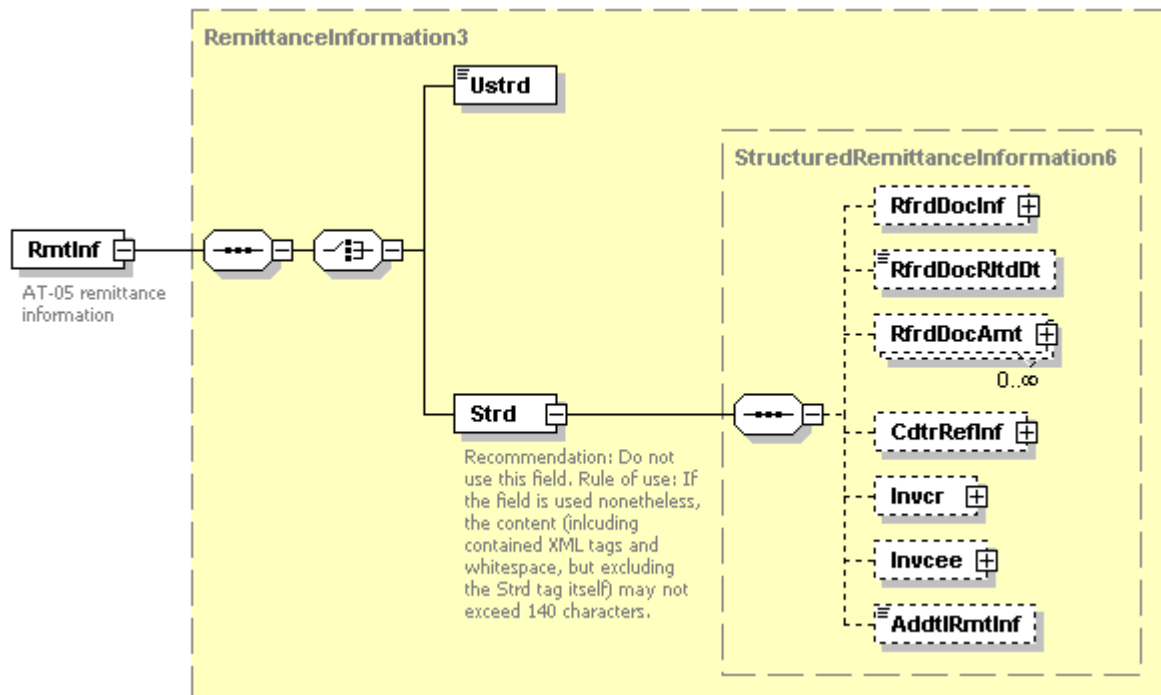 RemittanceInformation3
Ustrd
StructuredRemittanceInformation6
RfrdDocInf
RmtInf
RfrdDocRltdDt
AT-05 remittance
information
RfrdDocAmt
0..∞
Strd
CdtrRefInf
Recommendation: Do not
use this field. Rule of use: If
the field is used nonetheless,
the content (inlcuding
contained XML tags and
whitespace, but excluding
the Strd tag itself) may not
exceed 140 characters.
Invcr
Invcee
AddtlRmtInf